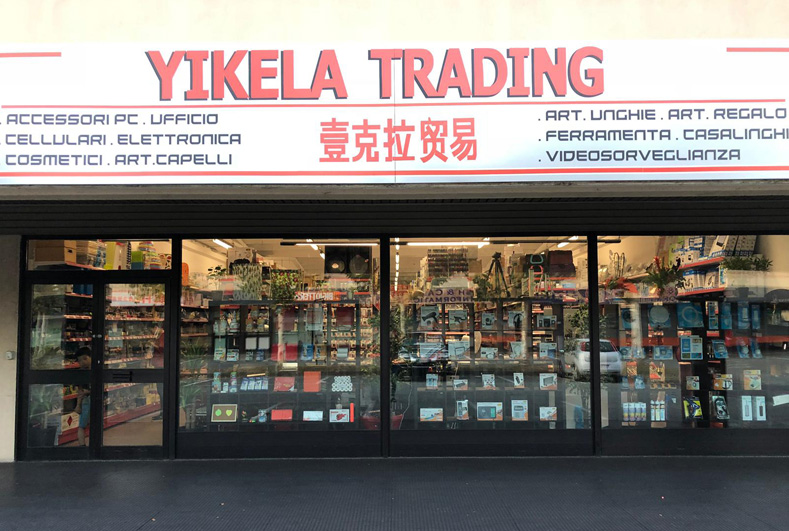 YIKELA TRADING
. ACCESSORI PC . UFFICIO
. CELLULARI . ELETTRONICA
COSMETICI . ART.CAPELLI
壹克拉贸易
. ART. UNGHIE . ART. REGALO
. FERRAMENTA . CASALINGHI
. VIDEOSORVEGLIANZA